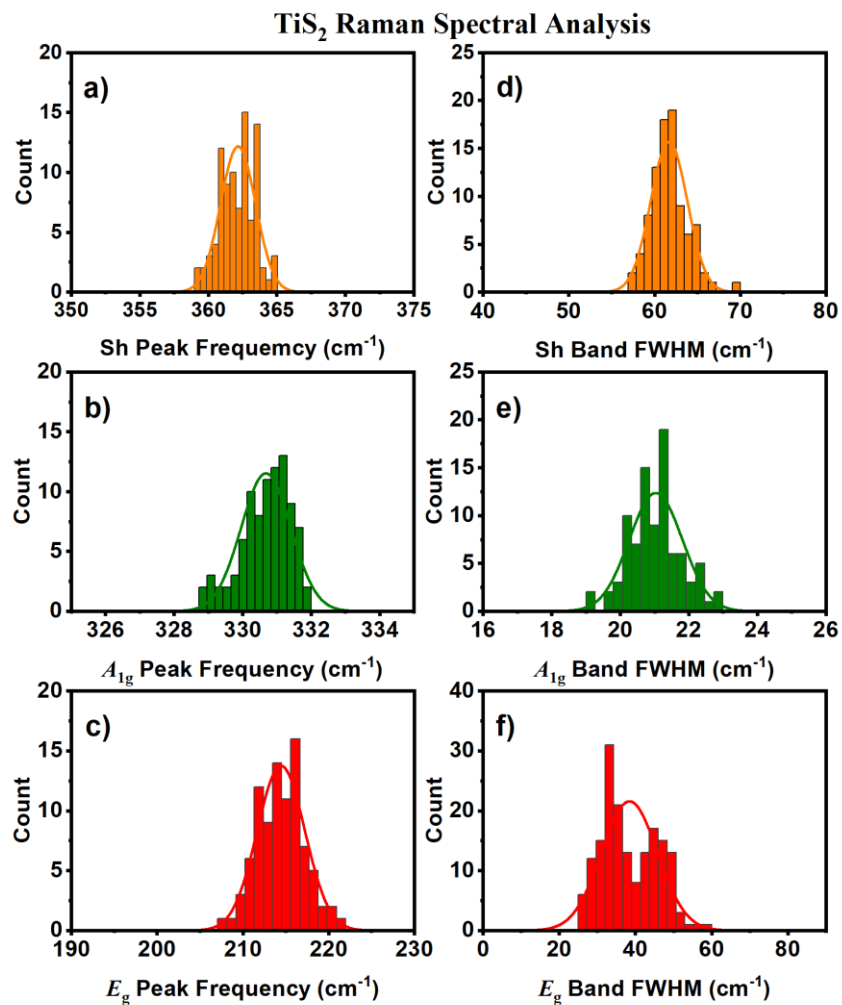 TiS₂ Raman Spectral Analysis
a)
Count
20
15
10
5
0
350 355 360 365 370 375
Sh Peak Frequemcy (cm⁻¹)
d)
Count
25
20
15
10
5
0
40 50 60 70 80
Sh Band FWHM (cm⁻¹)
b)
Count
20
15
10
5
0
326 328 330 332 334
A₁g Peak Frequency (cm⁻¹)
e)
Count
25
20
15
10
5
0
16 18 20 22 24 26
A₁g Band FWHM (cm⁻¹)
c)
Count
20
15
10
5
0
190 200 210 220 230
Eg Peak Frequency (cm⁻¹)
f)
Count
40
30
20
10
0
0 20 40 60 80
Eg Band FWHM (cm⁻¹)